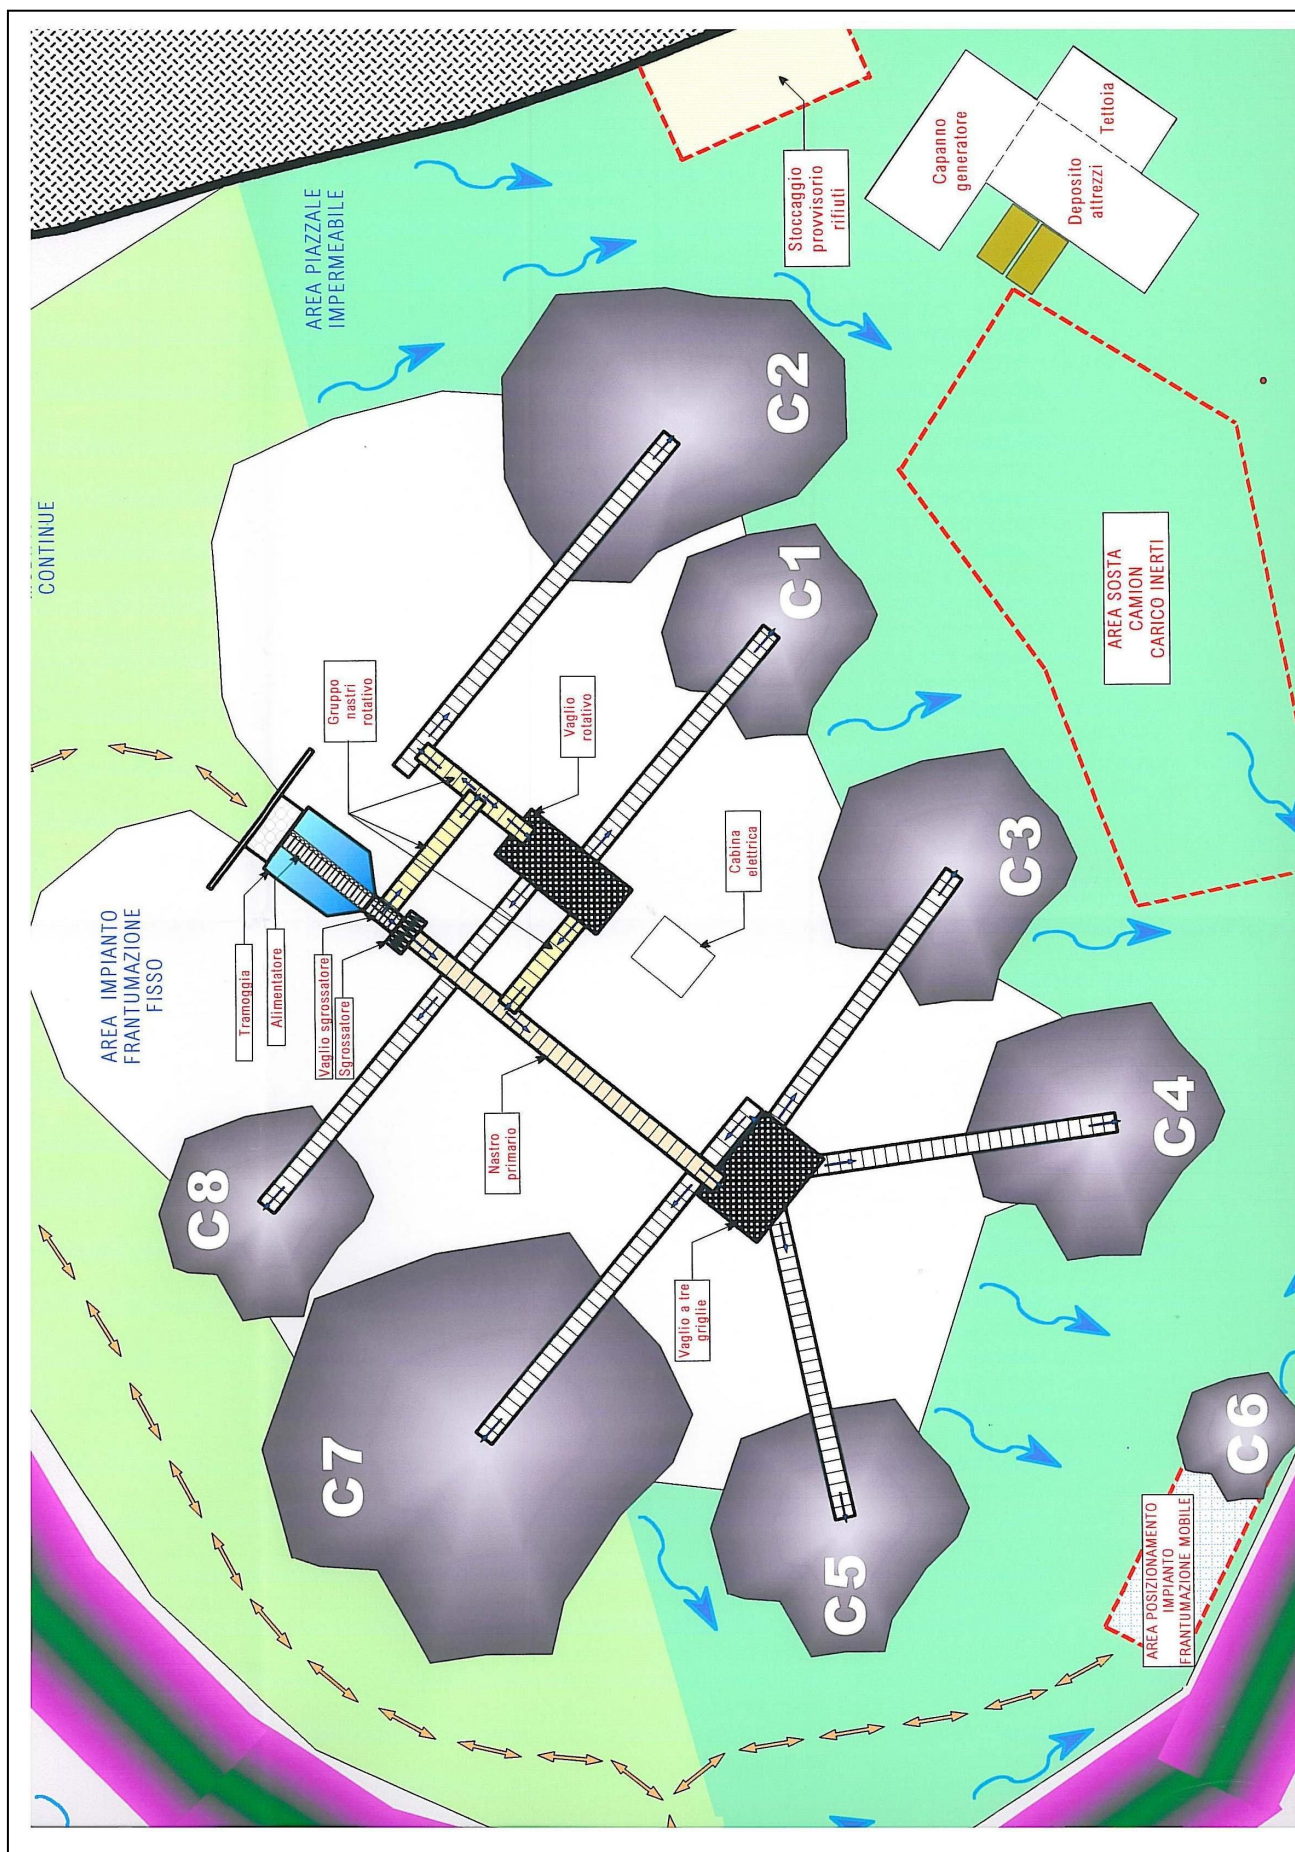 CONTINUE
AREA PIAZZALE
IMPERMEABILE
Stoccaggio
provvisorio
rifiuti
Capanno
generatore
Tettoia
Deposito
attrezzi
C2
C1
AREA SOSTA
CAMION
CARICO INERTI
Gruppo
nastri
rotativo
Vaglio
rotativo
Cabina
elettrica
C3
AREA IMPIANTO
FRANTUMAZIONE
FISSO
Tramoggia
Alimentatore
Vaglio sgrossatore
Sgrossatore
Nastro
primario
C4
C8
Vaglio a tre
griglie
C7
C5
C6
AREA POSIZIONAMENTO
IMPIANTO
FRANTUMAZIONE MOBILE